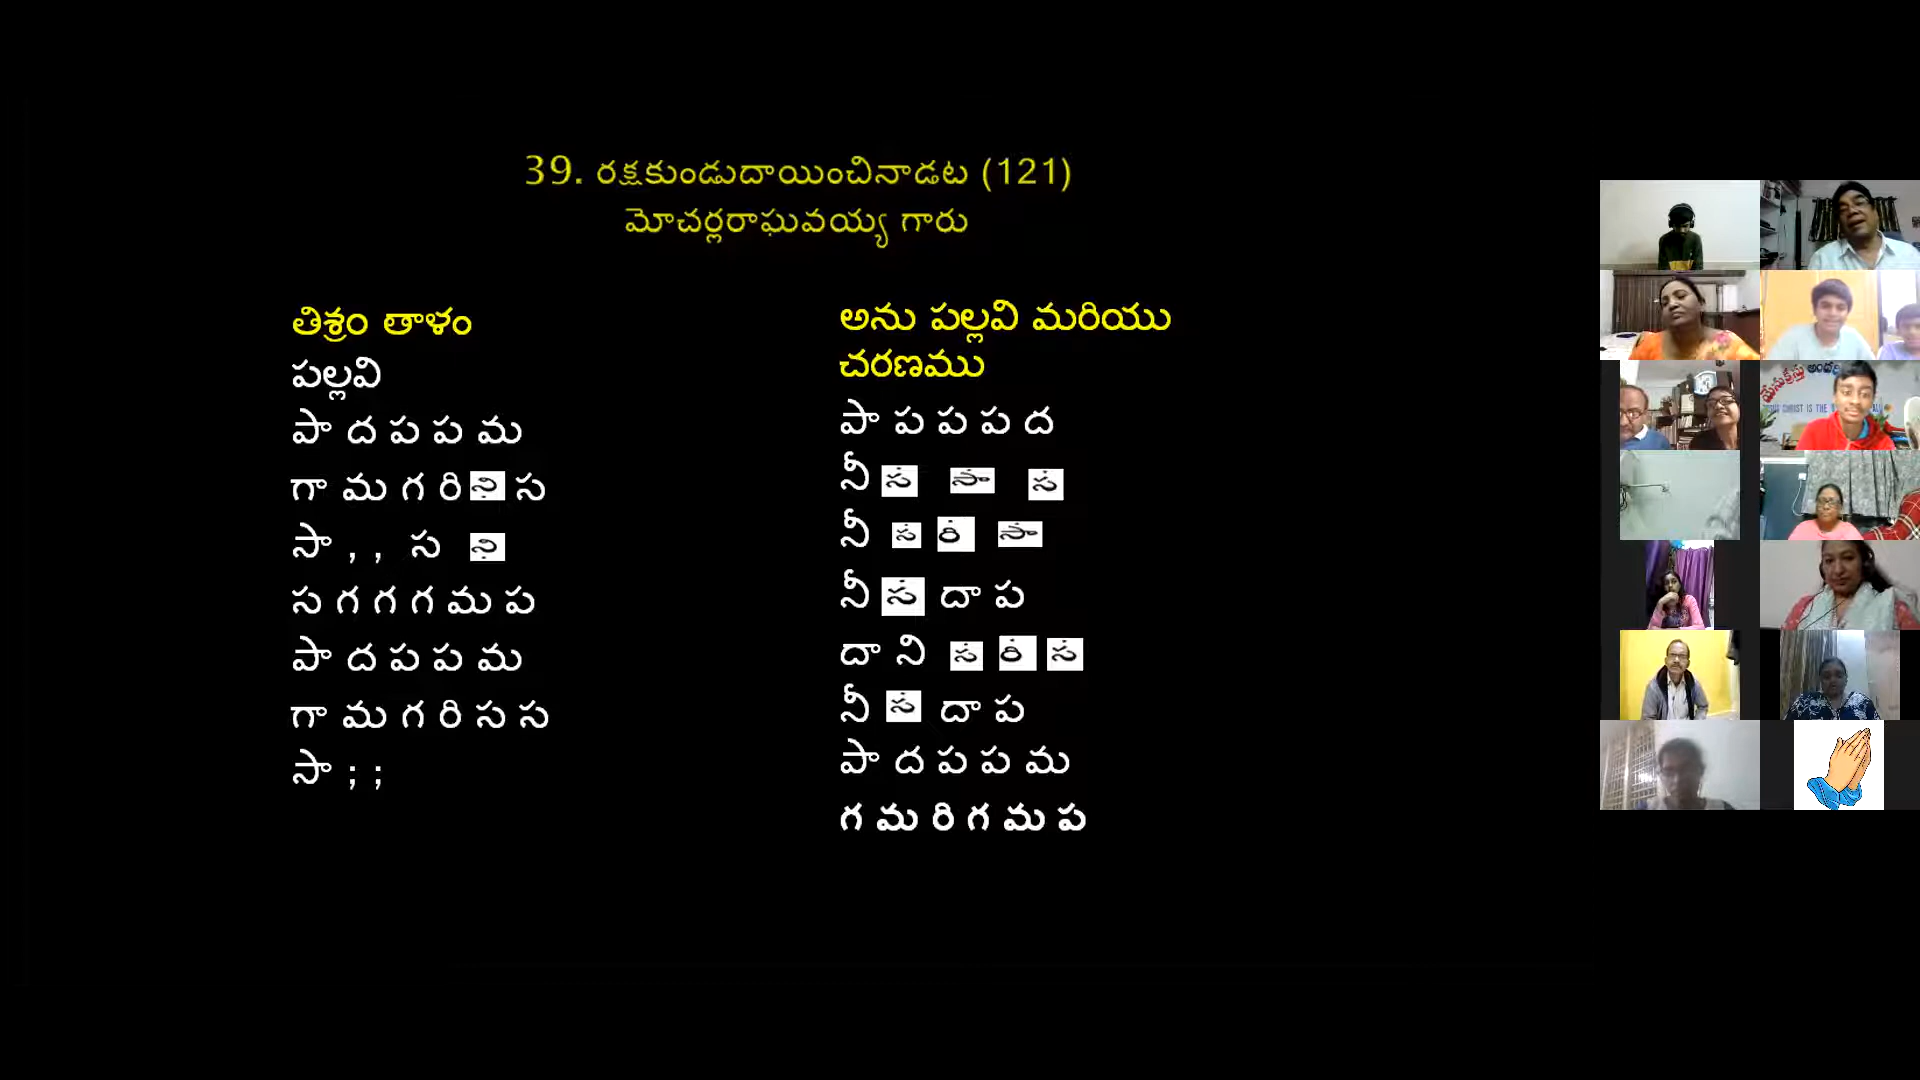 39. రక్షకుండుదాయించినాడట (121)
మోచర్లరాఘవయ్య గారు
తిశ్రం తాళం
పల్లవి
పా ద ప ప మ
గా మ గ రి ని స
సా , , స ని
స గ గ గ మ ప
పా ద ప ప మ
గా మ గ రి స స
సా ; ;
అను పల్లవి మరియు
చరణము
పా ప ప ప ద
నీ స సా స
నీ స రి సా
నీ స దా ప
దా ని స రి స
నీ స దా ప
పా ద ప ప మ
గ మ రి గ మ ప